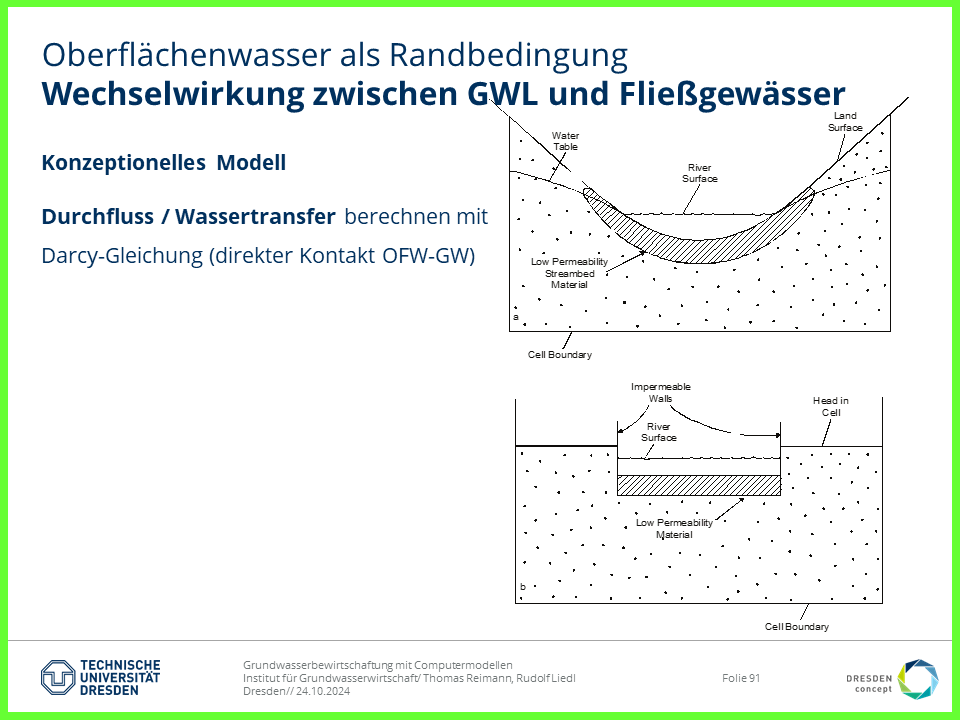 Oberflächenwasser als Randbedingung
Wechselwirkung zwischen GWL und Fließgewässer
Konzeptionelles Modell
Durchfluss / Wassertransfer berechnen mit
Darcy-Gleichung (direkter Kontakt OFW-GW)
Land
Surface
Water
Table
River
Surface
Low Permeability
Streambed
Material
a
Cell Boundary
Impermeable
Walls
Head in
Cell
River
Surface
Low Permeability
Material
b
Cell Boundary
TECHNISCHE
UNIVERSITÄT
DRESDEN
Grundwasserbewirtschaftung mit Computermodellen
Institut für Grundwasserwirtschaft/ Thomas Reimann, Rudolf Liedl
Dresden// 24.10.2024
Folie 91
DRESDEN
concept